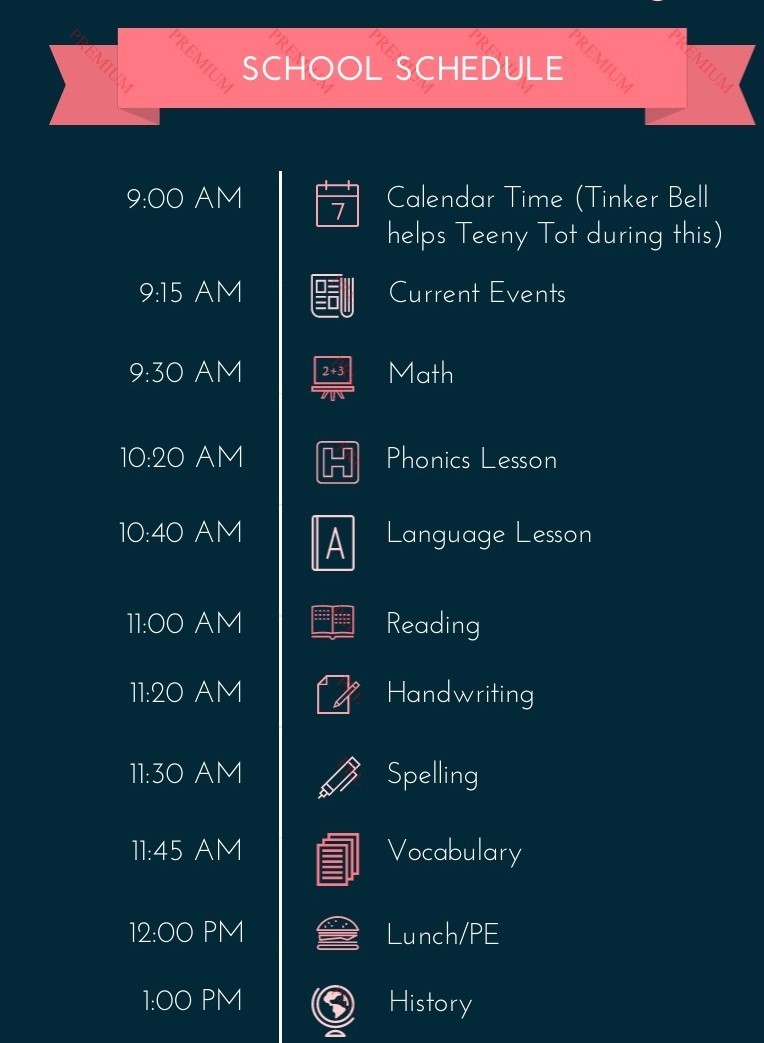 PREMIUM PREMIUM PREMIUM PREMIUM PREMIUM PREMIUM PREMIUM
SCHOOL SCHEDULE
9:00 AM 7 Calendar Time (Tinker Bell
helps Teeny Tot during this)
9:15 AM Current Events
9:30 AM 2+3 Math
10:20 AM H Phonics Lesson
10:40 AM A Language Lesson
11:00 AM Reading
11:20 AM Handwriting
11:30 AM Spelling
11:45 AM Vocabulary
12:00 PM Lunch/PE
1:00 PM History